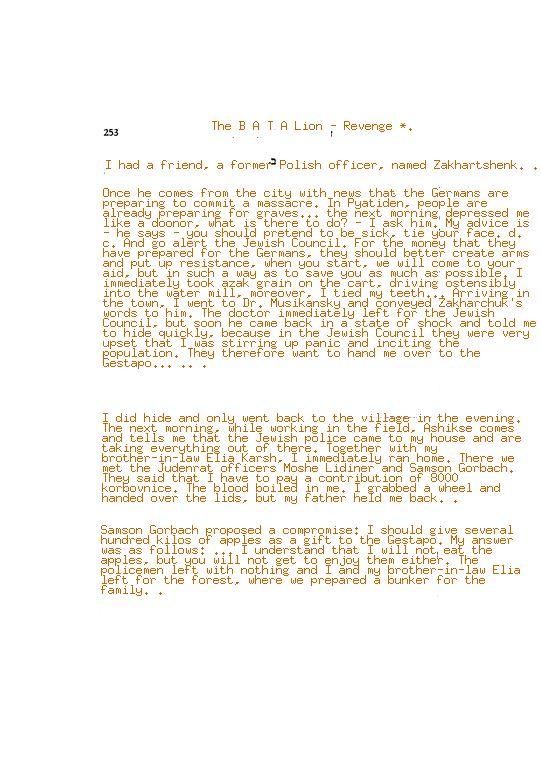 The B A T A Lion - Revenge *.
253
I had a friend, a former ב Polish officer, named Zakhartshenk. .
Once he comes from the city with news that the Germans are
preparing to commit a massacre. In Pyatiden, people are
already preparing for graves... the next morning depressed me
like a doonor, what is there to do? - I ask him. My advice is
- he says - you should pretend to be sick, tie your face. d.
c. And go alert the Jewish Council. For the money that they
have prepared for the Germans, they should better create arms
and put up resistance, when you start, we will come to your
aid, but in such a way as to save you as much as possible, I
immediately took azak grain on the cart, driving ostensibly
into the water mill, moreover, I tied my teeth... Arriving in
the town, I went to Dr. Musikansky and conveyed Zakharchuk's
words to him. The doctor immediately left for the Jewish
Council, but soon he came back in a state of shock and told me
to hide quickly, because in the Jewish Council they were very
upset that I was stirring up panic and inciting the
population. They therefore want to hand me over to the
Gestapo... .. .
I did hide and only went back to the village in the evening.
The next morning, while working in the field, Ashikse comes
and tells me that the Jewish police came to my house and are
taking everything out of there. Together with my
brother-in-law Elia Karsh, I immediately ran home. There we
met the Judenrat officers Moshe Lidiner and Samson Gorbach.
They said that I have to pay a contribution of 8000
korbovnice. The blood boiled in me. I grabbed a wheel and
handed over the lids, but my father held me back. .
Samson Gorbach proposed a compromise: I should give several
hundred kilos of apples as a gift to the Gestapo. My answer
was as follows: ... I understand that I will not eat the
apples, but you will not get to enjoy them either. The
policemen left with nothing and I and my brother-in-law Elia
left for the forest, where we prepared a bunker for the
family. .